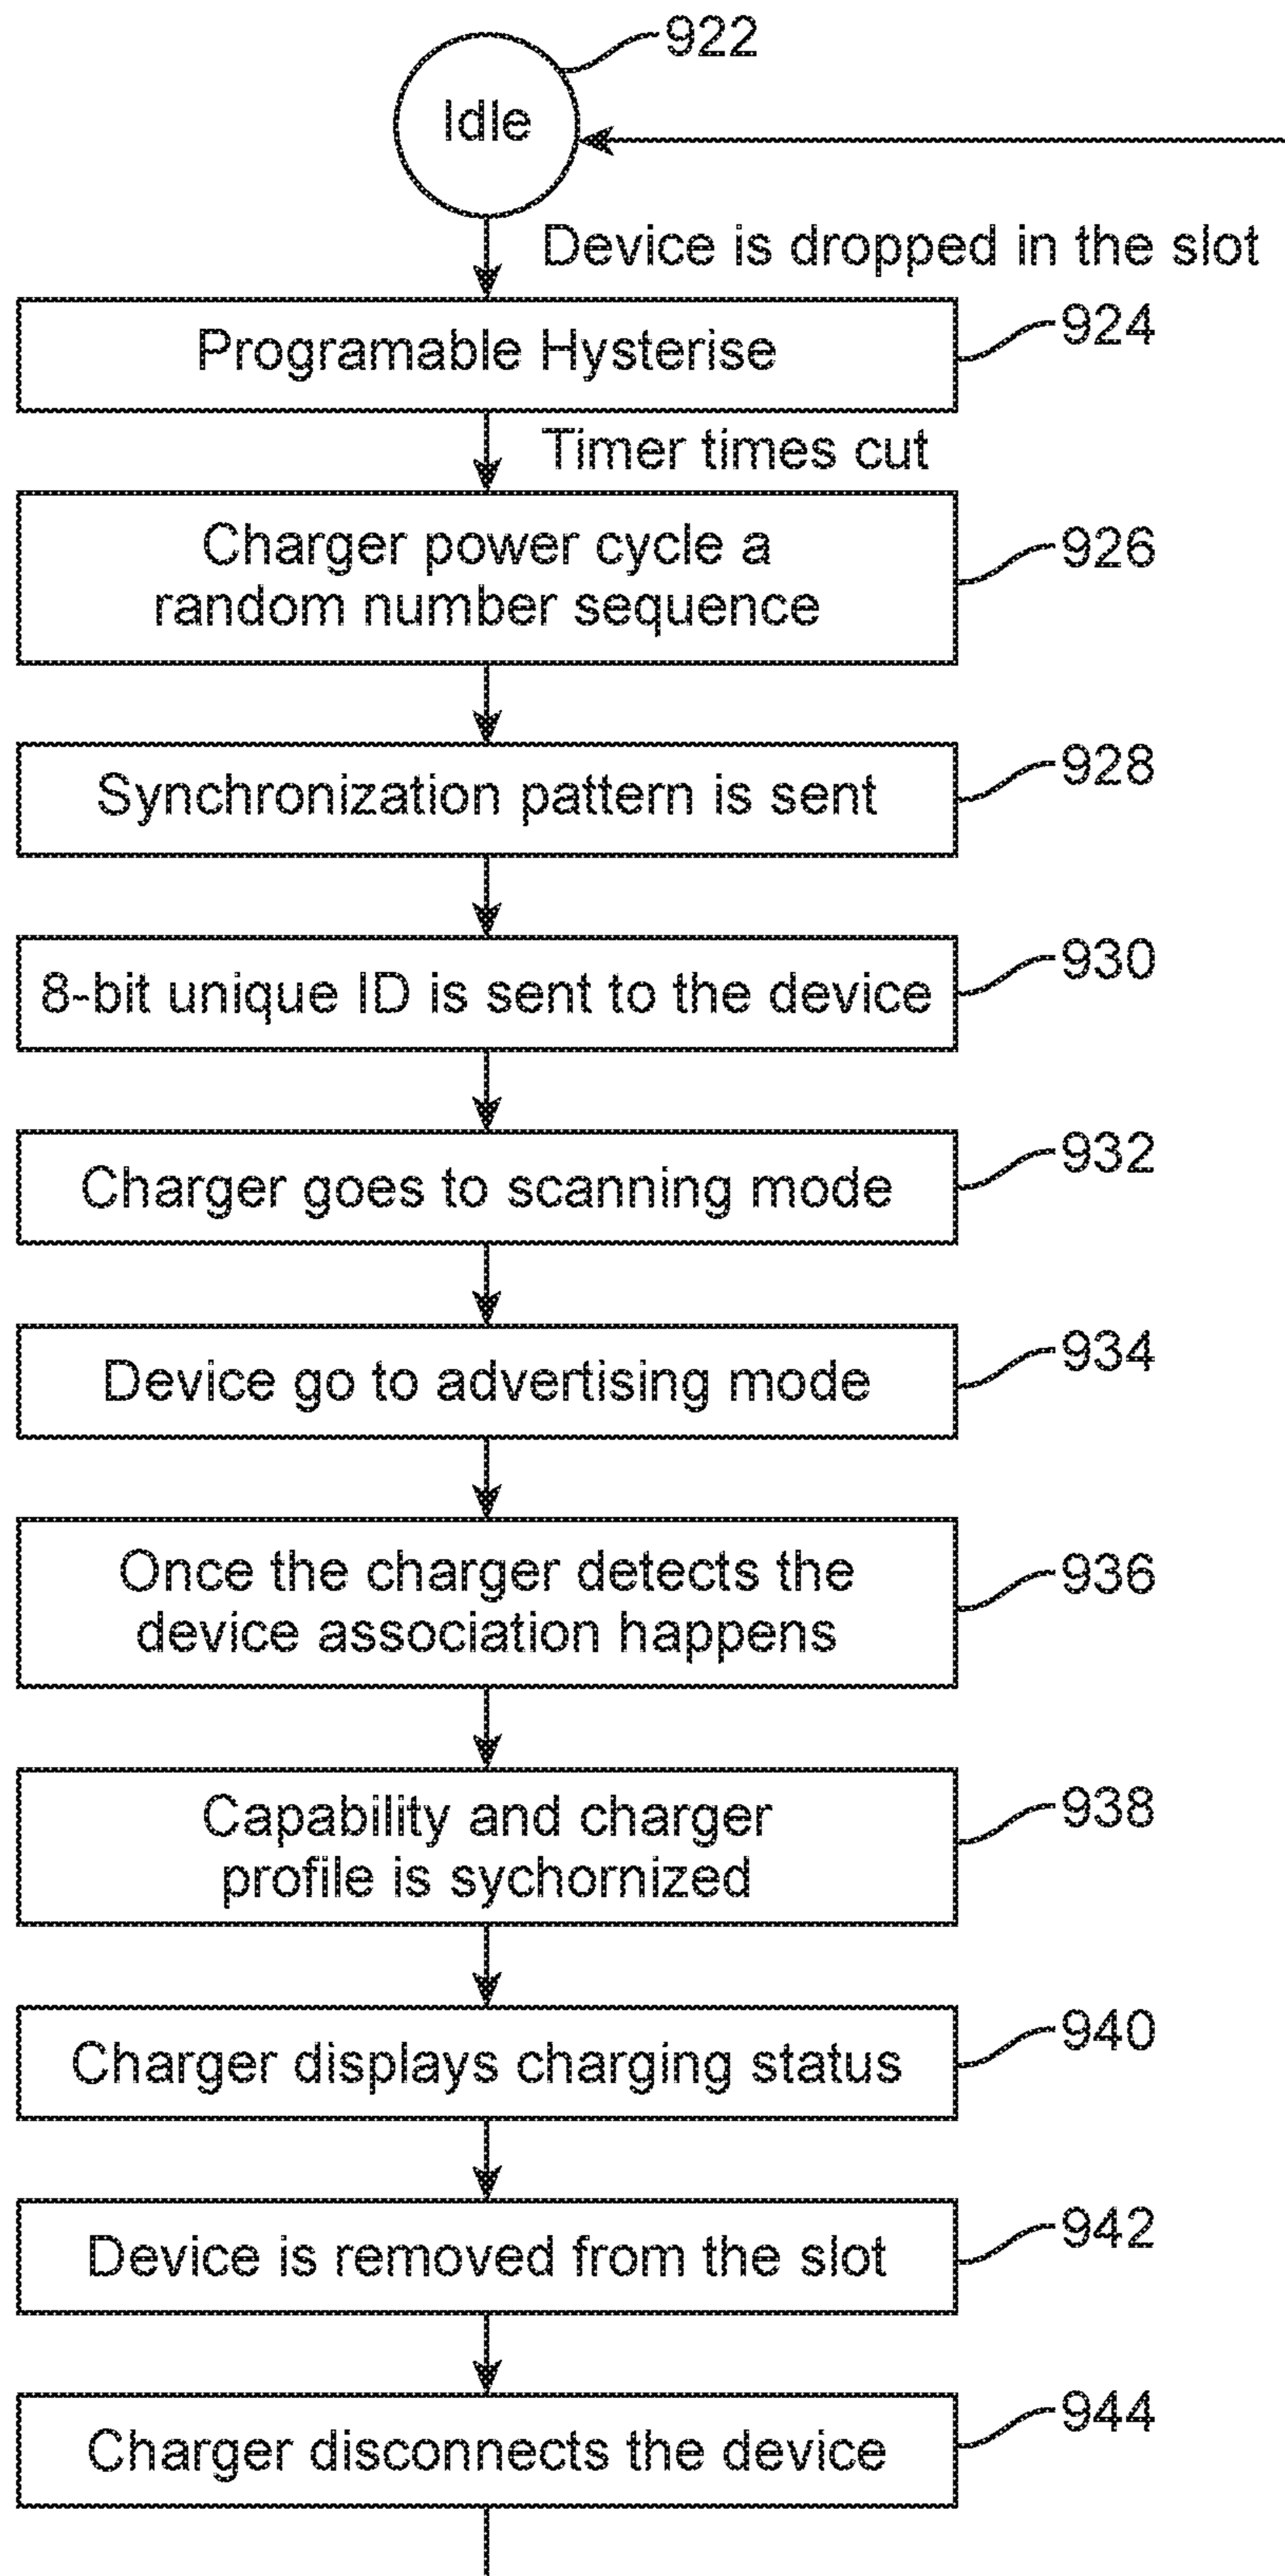 922
Idle
Device is dropped in the slot
924
Programable Hysterise
Timer times cut
926
Charger power cycle a
random number sequence
928
Synchronization pattern is sent
930
8-bit unique ID is sent to the device
932
Charger goes to scanning mode
934
Device go to advertising mode
936
Once the charger detects the
device association happens
938
Capability and charger
profile is sychornized
940
Charger displays charging status
942
Device is removed from the slot
944
Charger disconnects the device